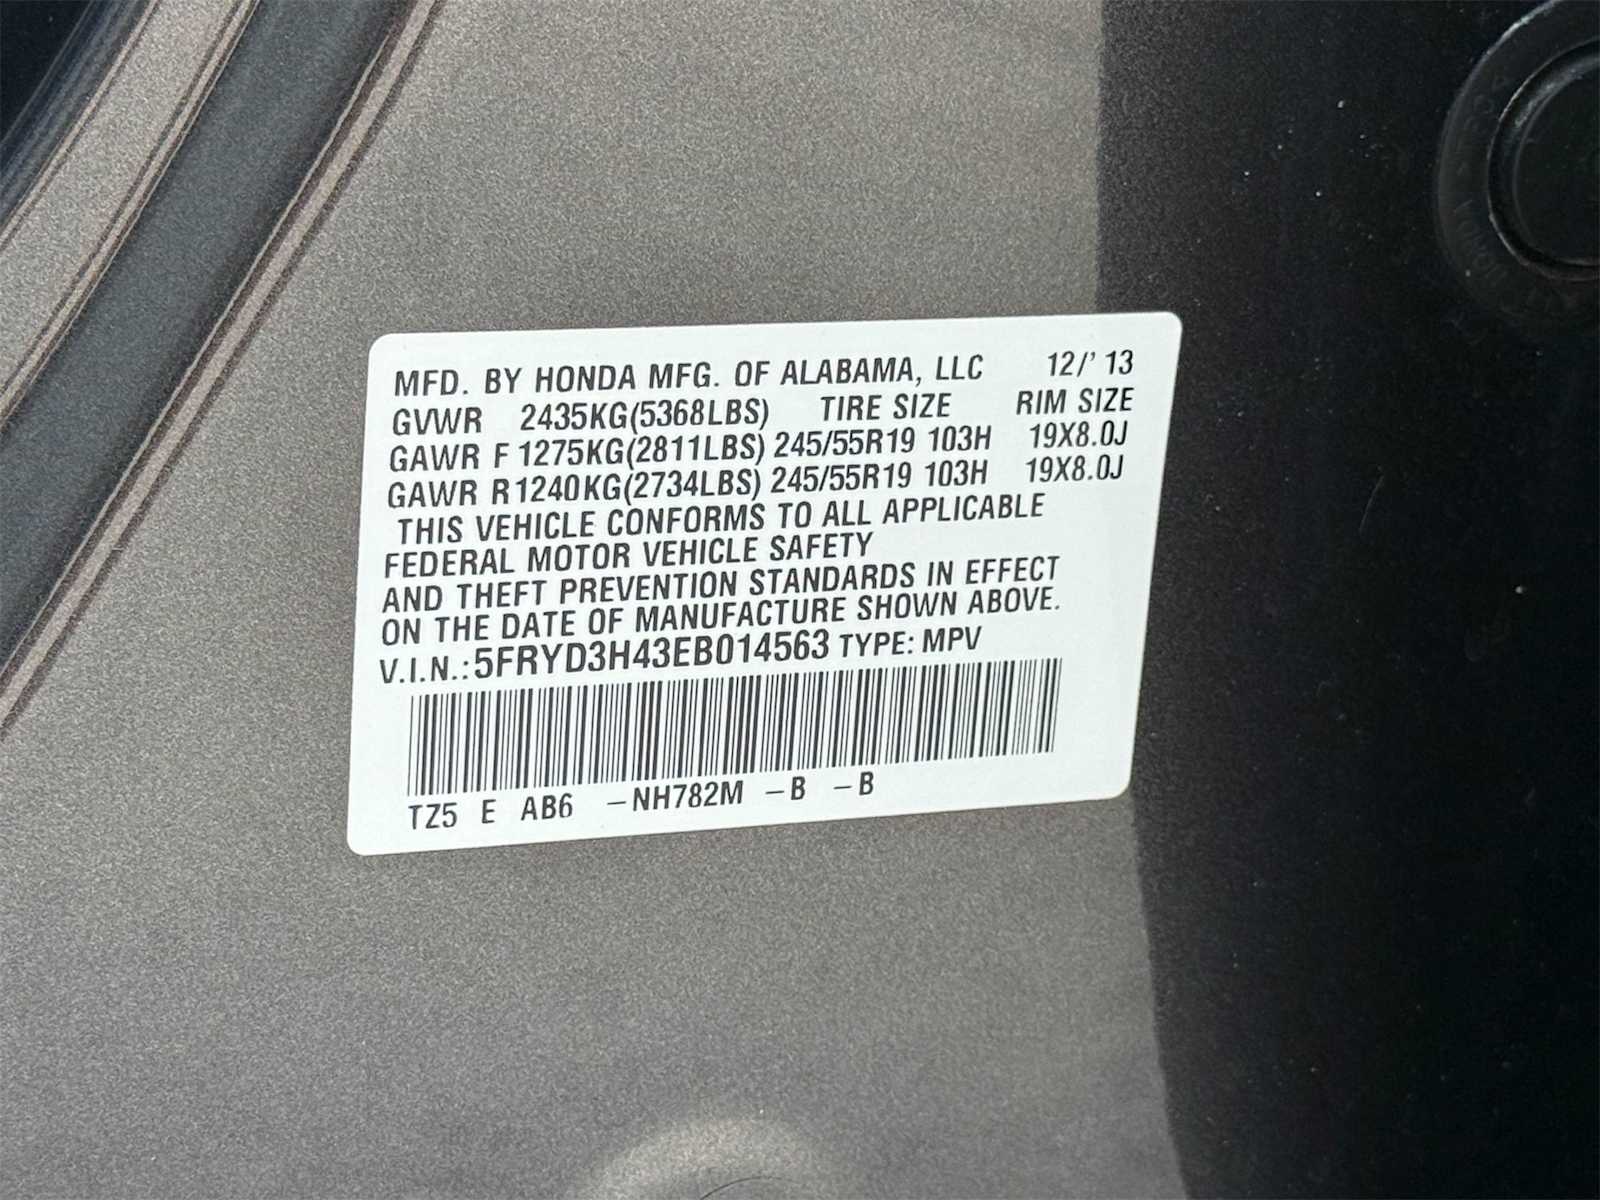 MFD. BY HONDA MFG. OF ALABAMA, LLC 12/' 13
GVWR 2435KG(5368LBS) TIRE SIZE RIM SIZE
GAWR F 1275KG(2811LBS) 245/55R19 103H 19X8.0J
GAWR R 1240KG(2734LBS) 245/55R19 103H 19X8.0J
THIS VEHICLE CONFORMS TO ALL APPLICABLE
FEDERAL MOTOR VEHICLE SAFETY
AND THEFT PREVENTION STANDARDS IN EFFECT
ON THE DATE OF MANUFACTURE SHOWN ABOVE.
V.I.N.: 5FRYD3H43EB014563 TYPE: MPV
TZ5 E AB6 -NH782M -B -B